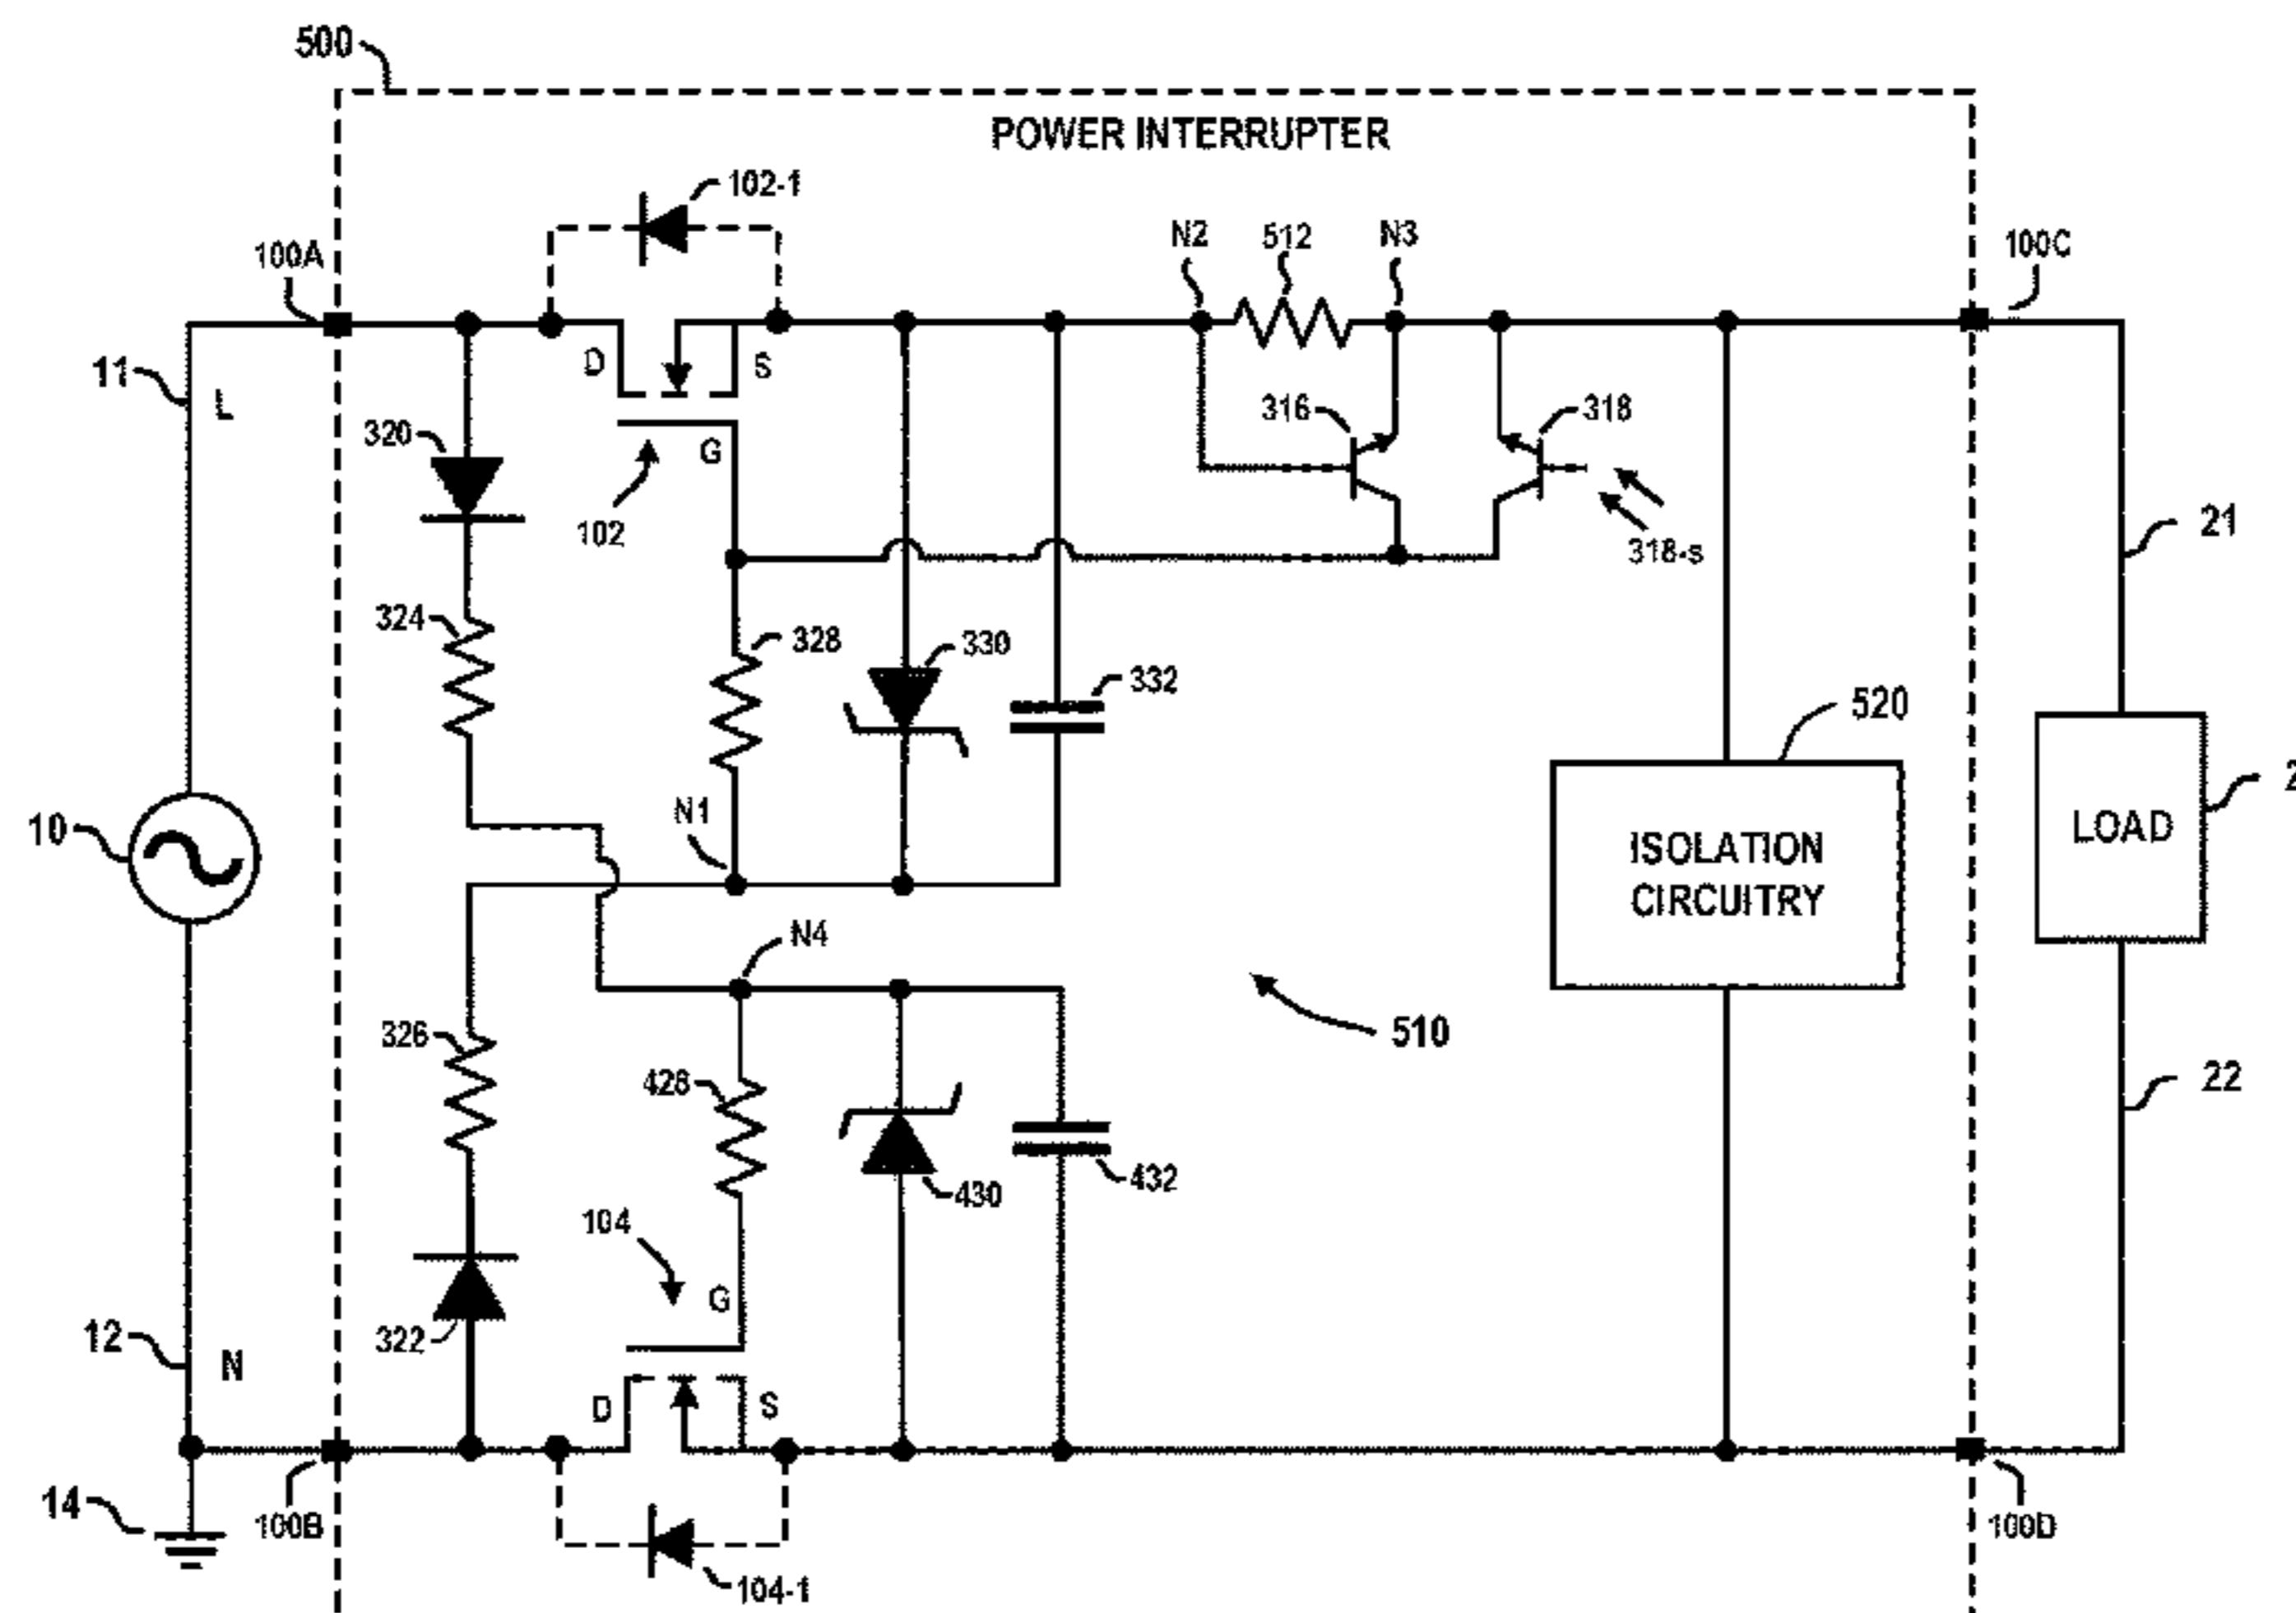 500
POWER INTERRUPTER
102-1
100A
N2
512
N3
100C
11
L
D
S
320
G
316
318
102
318-s
21
324
328
330
332
520
10
N1
ISOLATION
CIRCUITRY
LOAD
2
N4
326
428
510
22
104
G
430
432
12
N
322
D
S
14
100B
100D
104-1